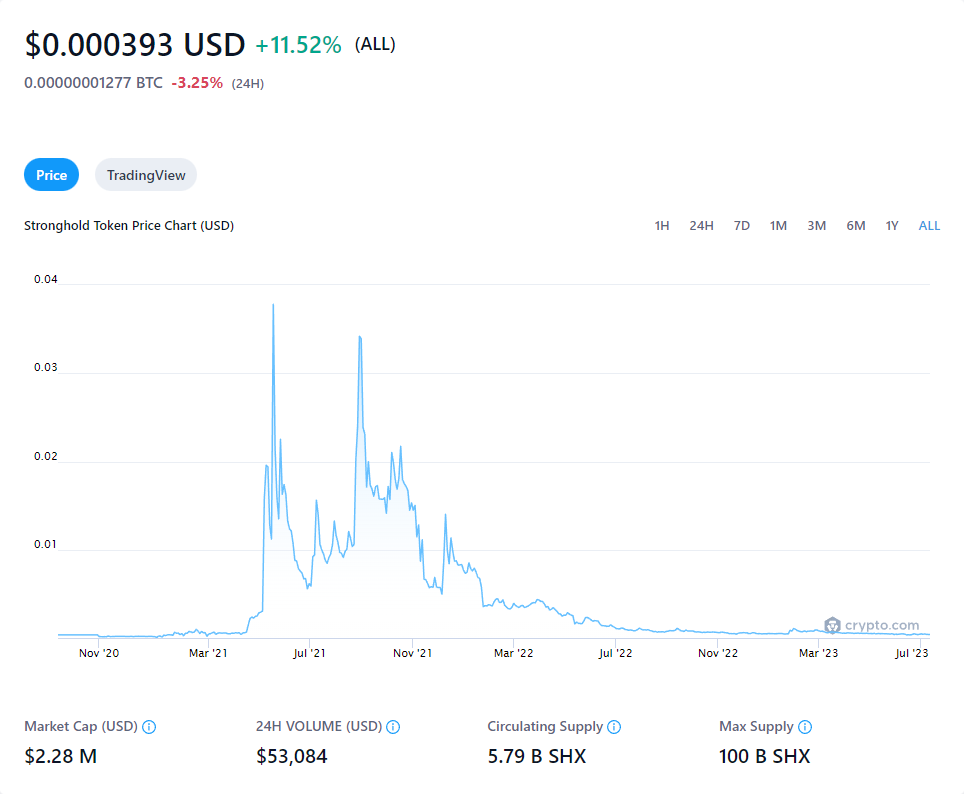 $0.000393 USD +11.52% (ALL)
0.00000001277 BTC -3.25% (24H)
Price TradingView
Stronghold Token Price Chart (USD) 1H 24H 7D 1M 3M 6M 1Y ALL
0.04
0.03
0.02
0.01
crypto.com
Nov '20 Mar '21 Jul '21 Nov '21 Mar '22 Jul '22 Nov '22 Mar '23 Jul '23
Market Cap (USD) 24H VOLUME (USD) Circulating Supply Max Supply
$2.28 M $53,084 5.79 B SHX 100 B SHX